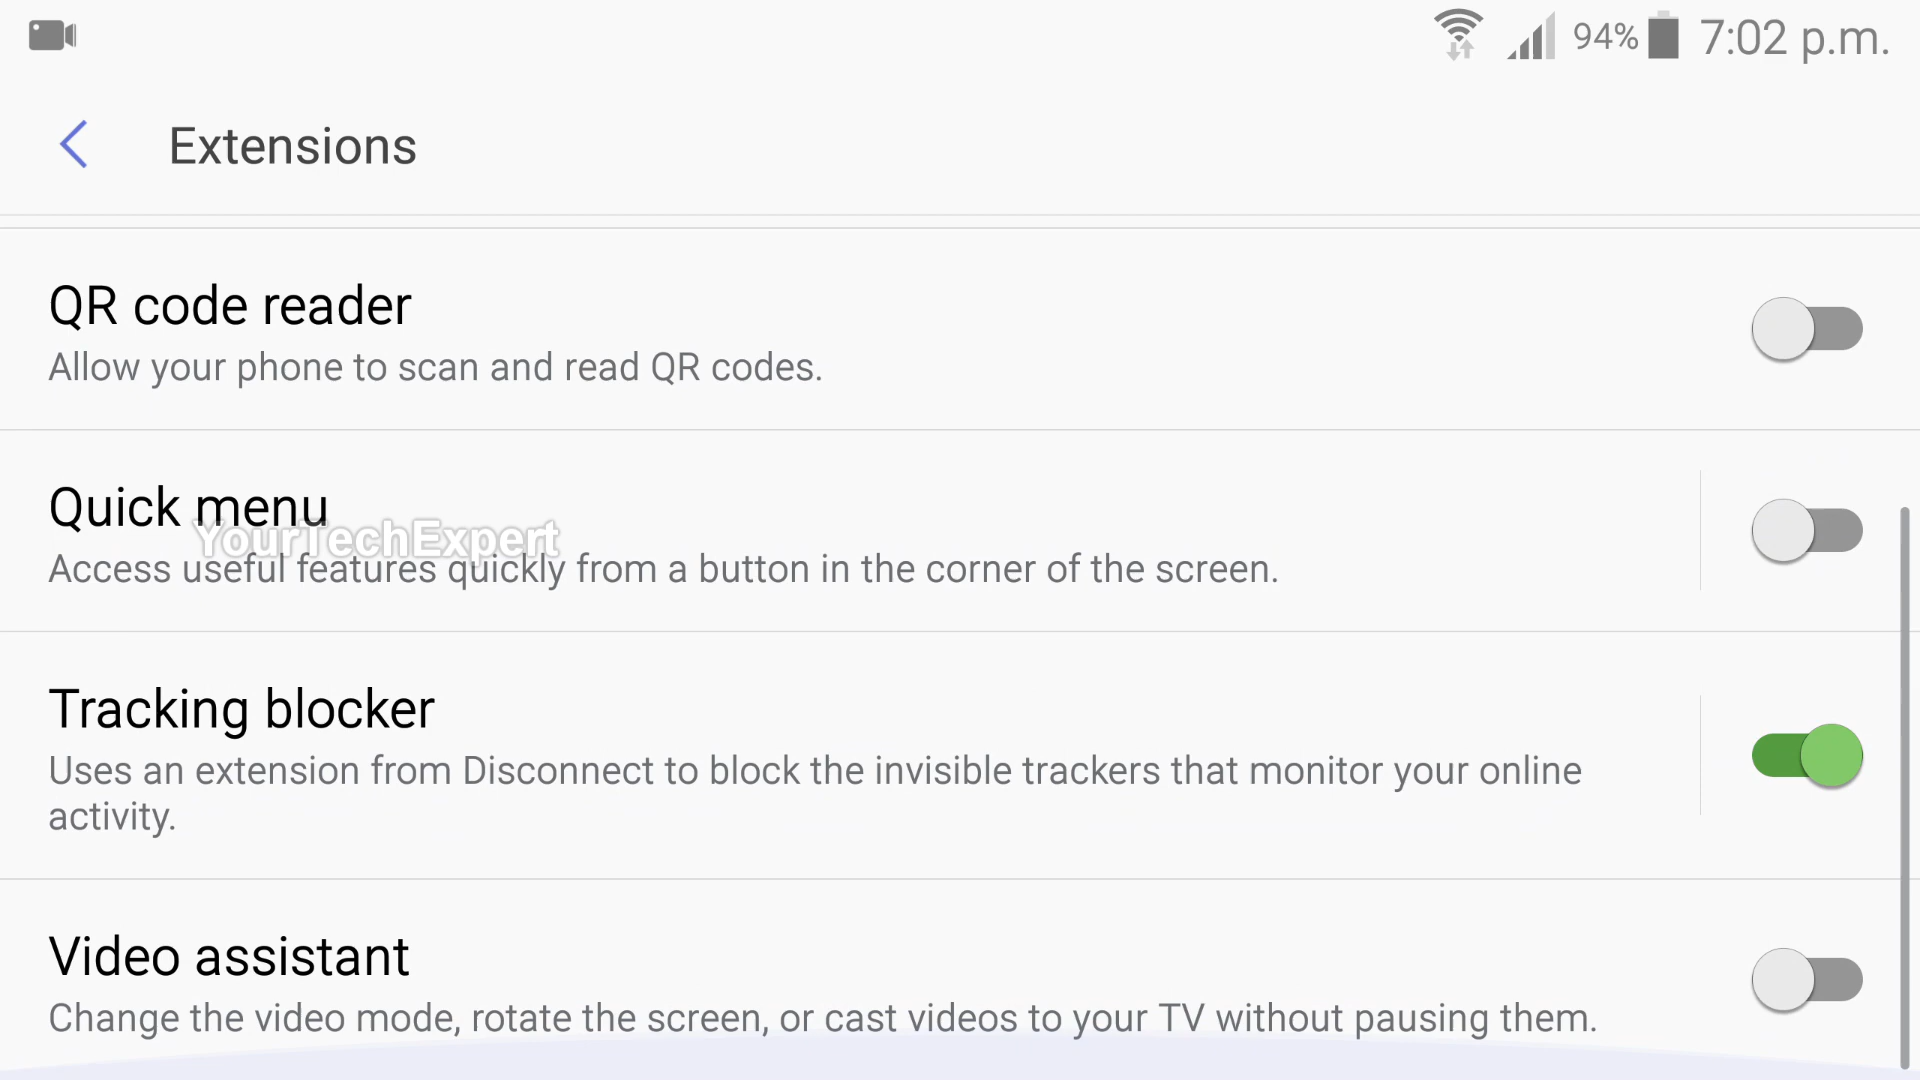 94% 7:02 p.m.
Extensions
QR code reader
Allow your phone to scan and read QR codes.
Quick menu
YourTechExpert
Access useful features quickly from a button in the corner of the screen.
Tracking blocker
Uses an extension from Disconnect to block the invisible trackers that monitor your online
activity.
Video assistant
Change the video mode, rotate the screen, or cast videos to your TV without pausing them.